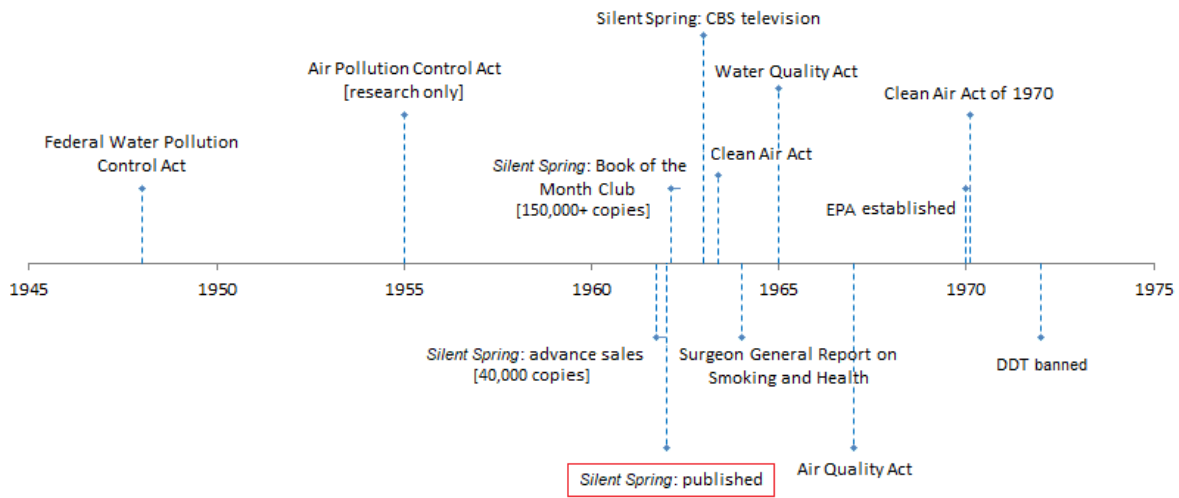 Silent Spring: CBS television
Air Pollution Control Act
[research only]
Water Quality Act
Clean Air Act of 1970
Federal Water Pollution
Control Act
Silent Spring: Book of the
Month Club
[150,000+ copies]
Clean Air Act
EPA established
1945 1950 1955 1960 1965 1970 1975
Silent Spring: advance sales
[40,000 copies]
Surgeon General Report on
Smoking and Health
DDT banned
Silent Spring: published
Air Quality Act